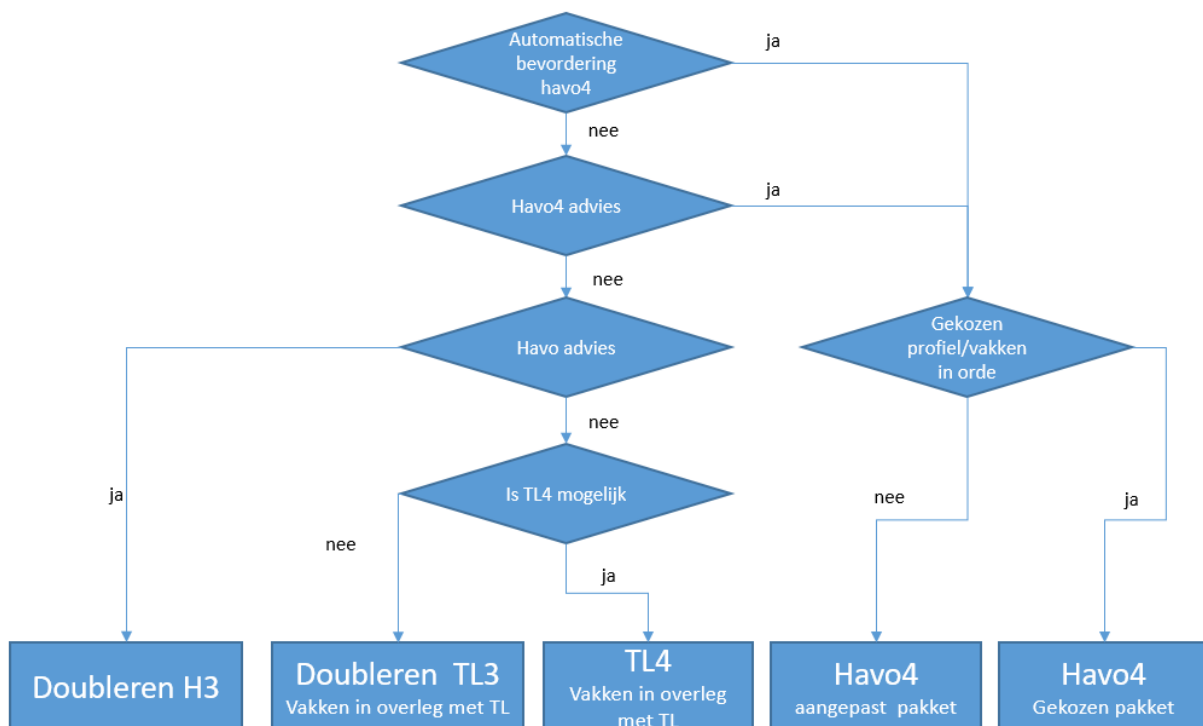 Automatische
bevordering
havo4
ja
nee
Havo4 advies
ja
nee
Havo advies
Gekozen
profiel/vakken
in orde
nee
Is TL4 mogelijk
ja
nee
ja
nee
ja
Doubleren H3
Doubleren TL3
Vakken in overleg met TL
TL4
Vakken in overleg
met TL
Havo4
aangepast pakket
Havo4
Gekozen pakket